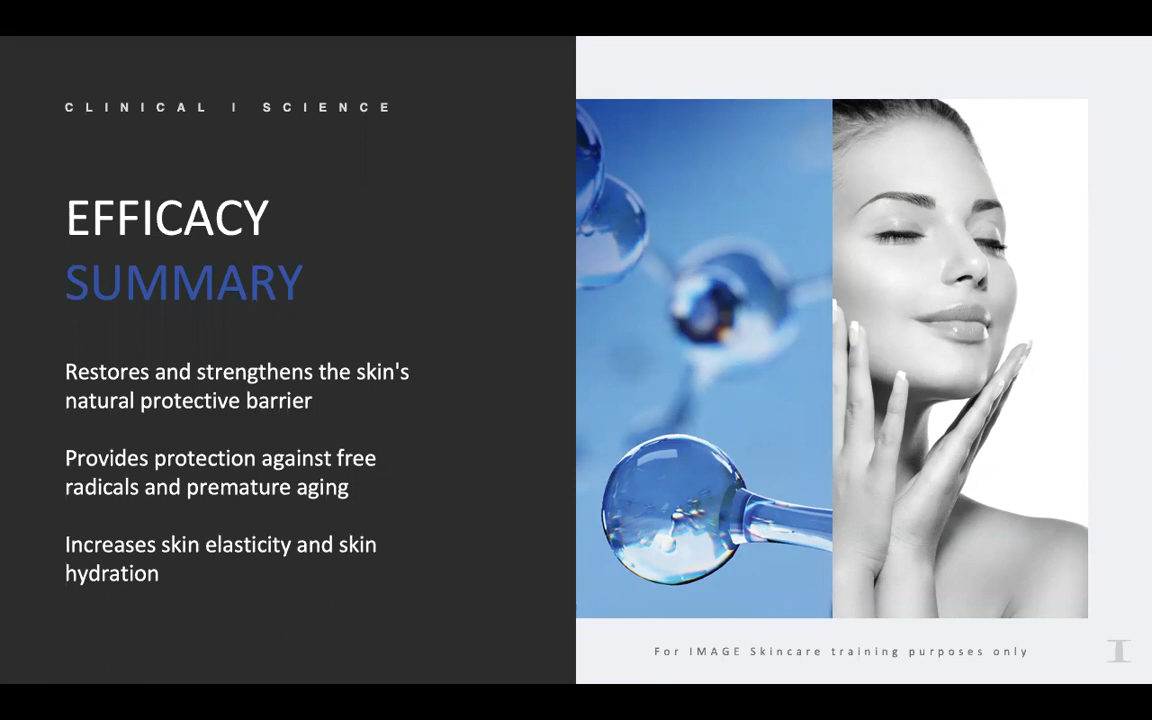 CLINICAL | SCIENCE
EFFICACY
SUMMARY
Restores and strengthens the skin's
natural protective barrier
Provides protection against free
radicals and premature aging
Increases skin elasticity and skin
hydration
For IMAGE Skincare training purposes only
I